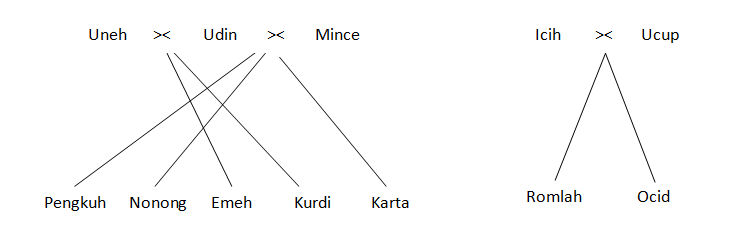 Uneh >< Udin >< Mince Icih >< Ucup
Pengkuh Nonong Emeh Kurdi Karta Romlah Ocid